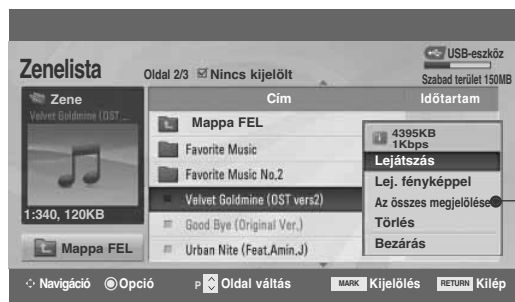 USB-eszköz
Zenelista
Oldal 2/3 Nincs kijelölt
Szabad terület 150MB
Zene
Cím
Időtartam
Velvet Goldmine (OST ...
Mappa FEL
Favorite Music
Favorite Music No.2
Velvet Goldmine (OST vers2)
Good Bye (Original Ver.)
Urban Nite (Feat.Amin.J)
4395KB
1Kbps
Lejátszás
Lej. fényképpel
Az összes megjelölése
Törlés
Bezárás
1:340, 120KB
Mappa FEL
Navigáció Opció P Oldal váltás MARK Kijelölés RETURN Kilép